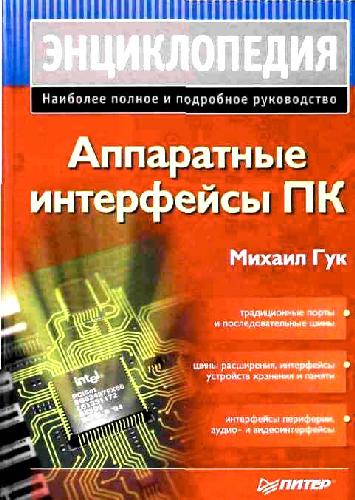 ЭНЦИКЛОПЕДИЯ
Наиболее полное и подробное руководство
Аппаратные
интерфейсы ПК
Михаил Гук
традиционные порты
и последовательные шины
шины расширения, интерфейсы
устройств хранения и памяти
интерфейсы периферии,
аудио- и видеоинтерфейсы
intel
ПИТЕР